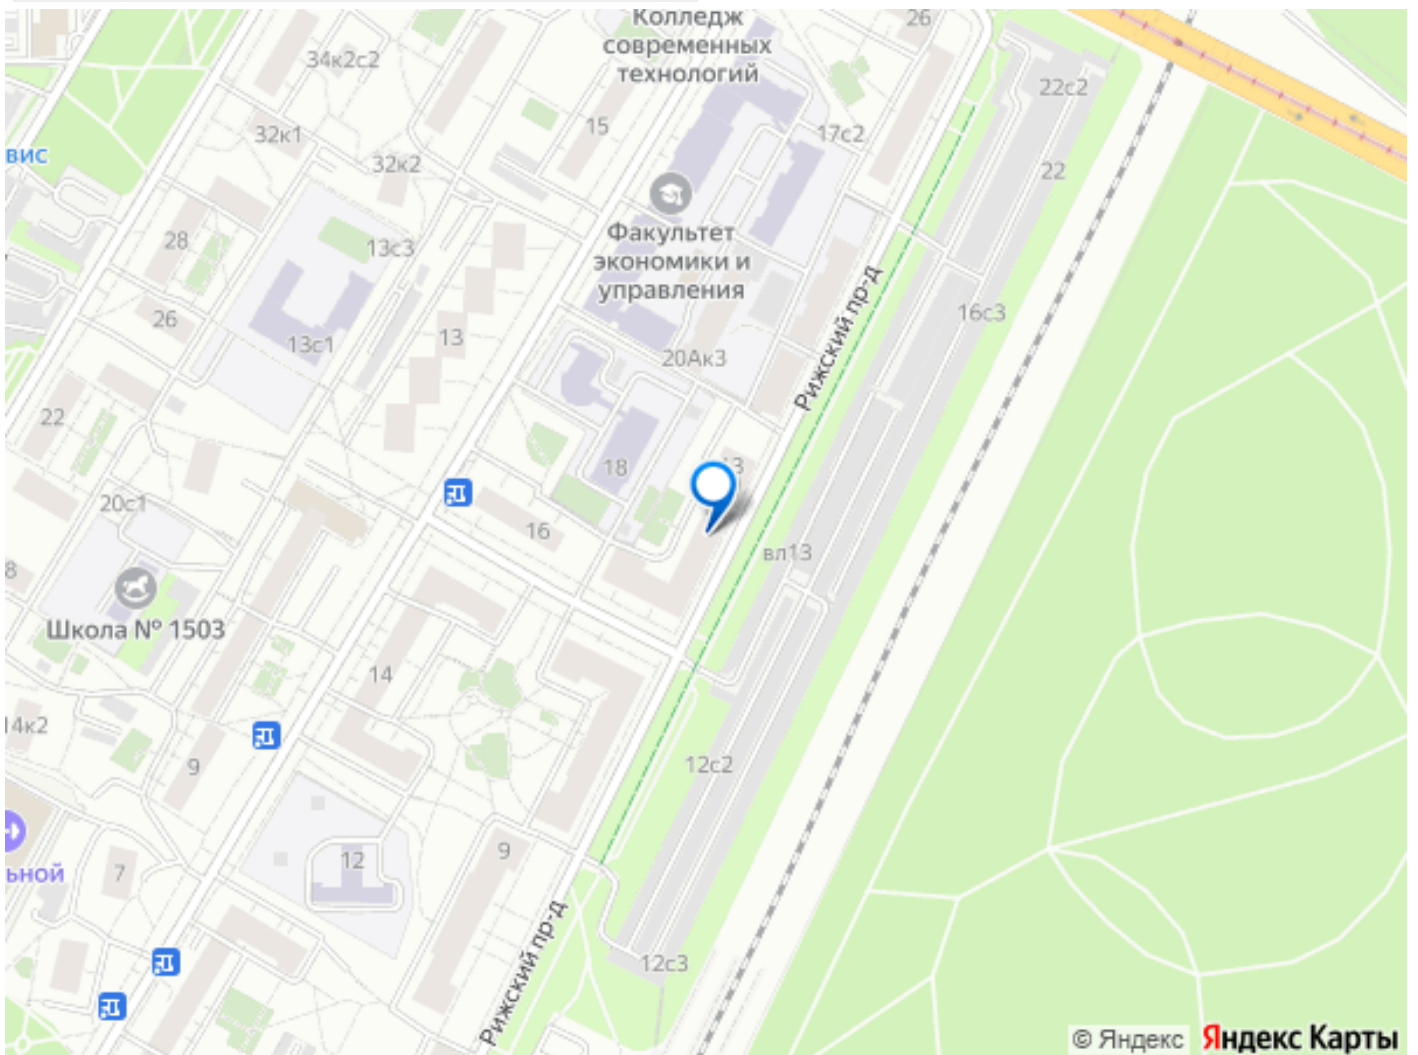 Колледж
современных
технологий
26
34к2с2
22с2
15
17с2
32к1
вис
32к2
22
28
13с3
Факультет
экономики и
управления
16с3
26
13с1
13
20Ак3
Рижский пр-д
22
18
20с1
16
вл13
8
Школа № 1503
14
14к2
9
12с2
12
9
7
ьной
Рижский пр-д
12с3
© Яндекс
Яндекс Карты